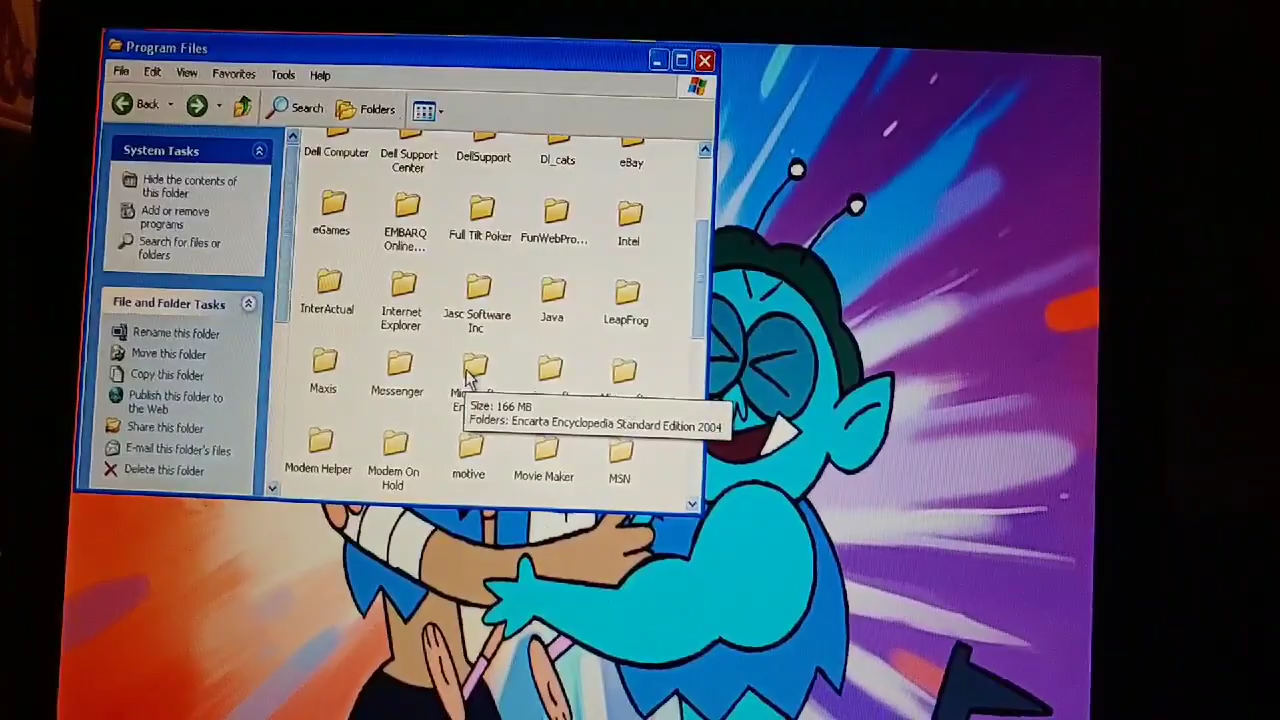 Program Files
File Edit View Favorites Tools Help
Back Search Folders
System Tasks
Hide the contents of
this folder
Add or remove
programs
Search for files or
folders
File and Folder Tasks
Rename this folder
Move this folder
Copy this folder
Publish this folder to
the Web
Share this folder
E-mail this folder's files
Delete this folder
Dell Computer Dell Support DellSupport Dl_cats eBay
Center
eGames EMBARQ Full Tilt Poker FunWebPro... Intel
Online...
InterActual Internet Jasc Software Java LeapFrog
Explorer Inc
Maxis Messenger
Size: 166 MB
Folders: Encarta Encyclopedia Standard Edition 2004
Modem Helper Modem On motive Movie Maker MSN
Hold